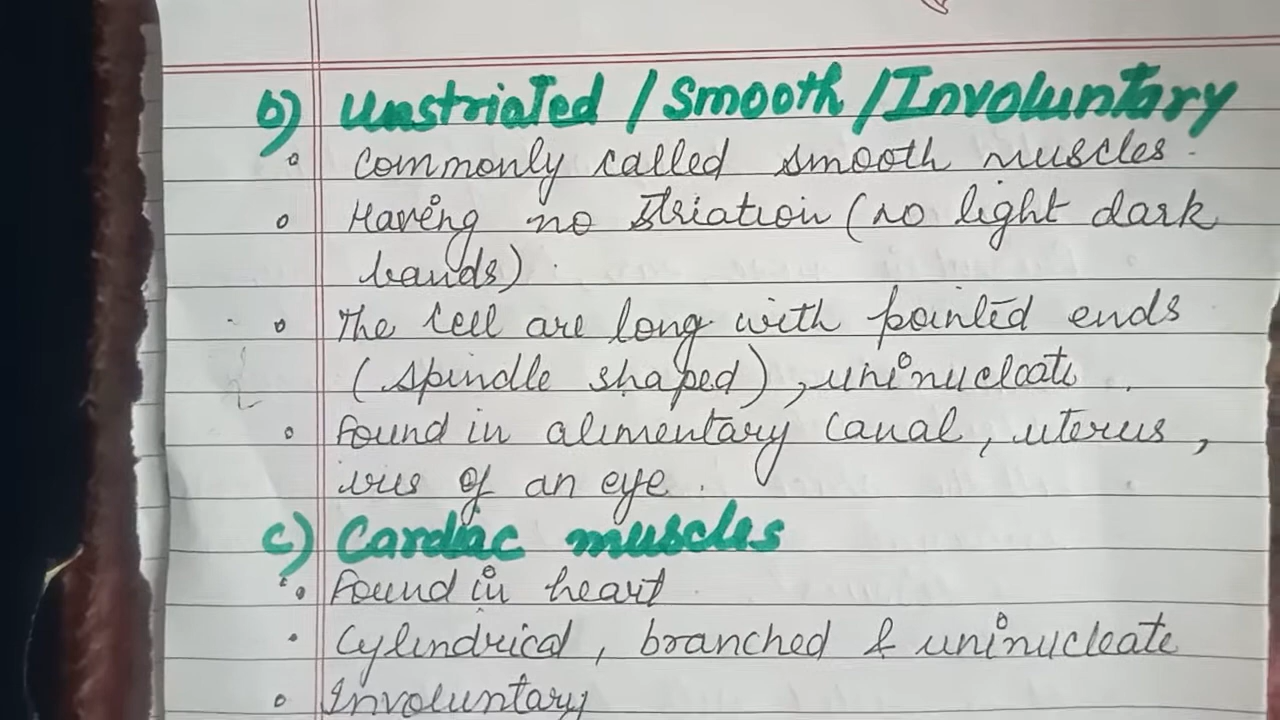 b) Unstriated / Smooth / Involuntary
commonly called smooth muscles.
Having no striation (no light dark
bands).
The cell are long with pointed ends
(spindle shaped), uninucleate.
Found in alimentary canal, uterus,
iris of an eye.
c) Cardiac muscles
Found in heart
Cylindrical, branched & uninucleate
Involuntary